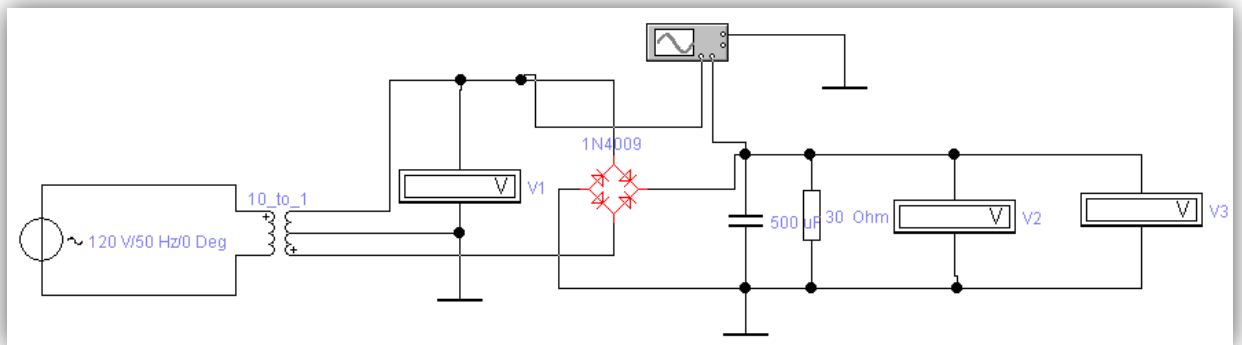 1N4009
10_to_1
V V1
120 V/50 Hz/0 Deg
500 uF
30 Ohm
V V2
V V3